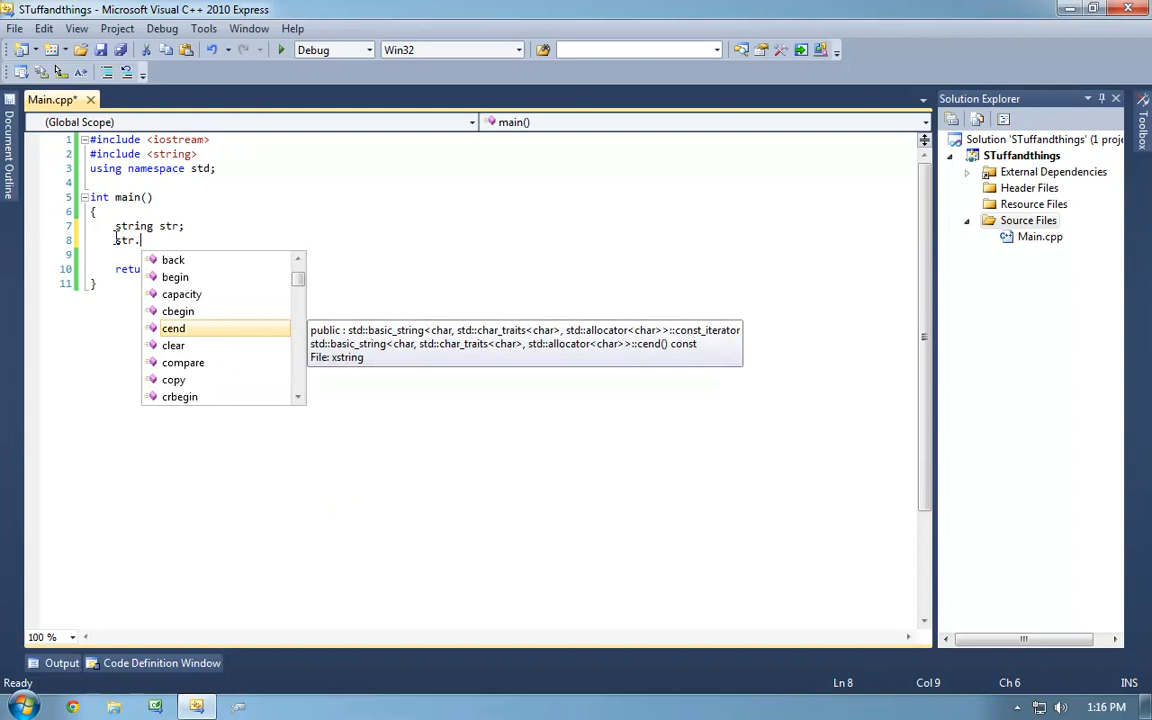 STuffandthings - Microsoft Visual C++ 2010 Express
File Edit View Project Debug Tools Window Help
Debug Win32
Main.cpp* Solution Explorer
(Global Scope) main()
Document Outline
Toolbox
1 #include <iostream>
2 #include <string>
3 using namespace std;
4
5 int main()
6 {
7 string str;
8 str.
9
10 retu
11 }
back
begin
capacity
cbegin
cend
clear
compare
copy
crbegin
public : std::basic_string<char, std::char_traits<char>, std::allocator<char>>::const_iterator
std::basic_string<char, std::char_traits<char>, std::allocator<char>>::cend() const
File: xstring
Solution 'STuffandthings' (1 proje
STuffandthings
External Dependencies
Header Files
Resource Files
Source Files
Main.cpp
100 %
Output Code Definition Window
Ready Ln 8 Col 9 Ch 6 INS
1:16 PM